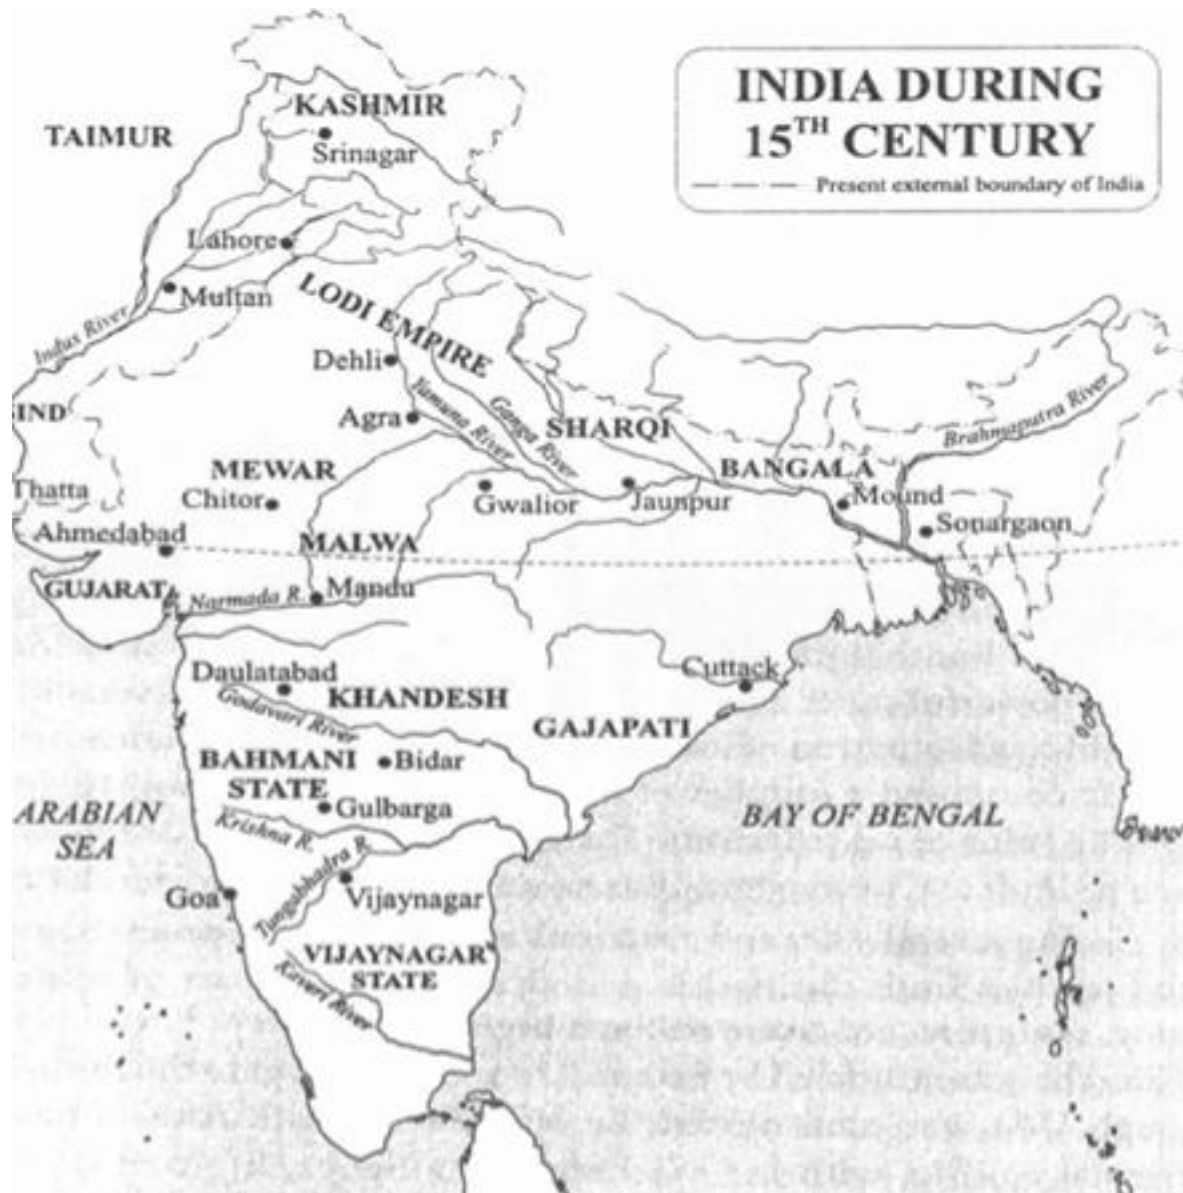 INDIA DURING
15TH CENTURY
Present external boundary of India
KASHMIR
TAIMUR
Srinagar
Lahore
Multan
LODI EMPIRE
Indus River
Dehli
Agra
Yamuna River
Ganga River
SHARQI
Brahmaputra River
SIND
MEWAR
BANGALA
Thatta
Chitor
Gwalior
Jaunpur
Mound
Sonargaon
Ahmedabad
MALWA
GUJARAT
Narmada R.
Mandu
Daulatabad
Cuttack
KHANDESH
Godavari River
GAJAPATI
BAHMANI
STATE
Bidar
Gulbarga
ARABIAN
SEA
BAY OF BENGAL
Krishna R.
Tungabhadra R.
Goa
Vijaynagar
VIJAYNAGAR
STATE
Kaveri River